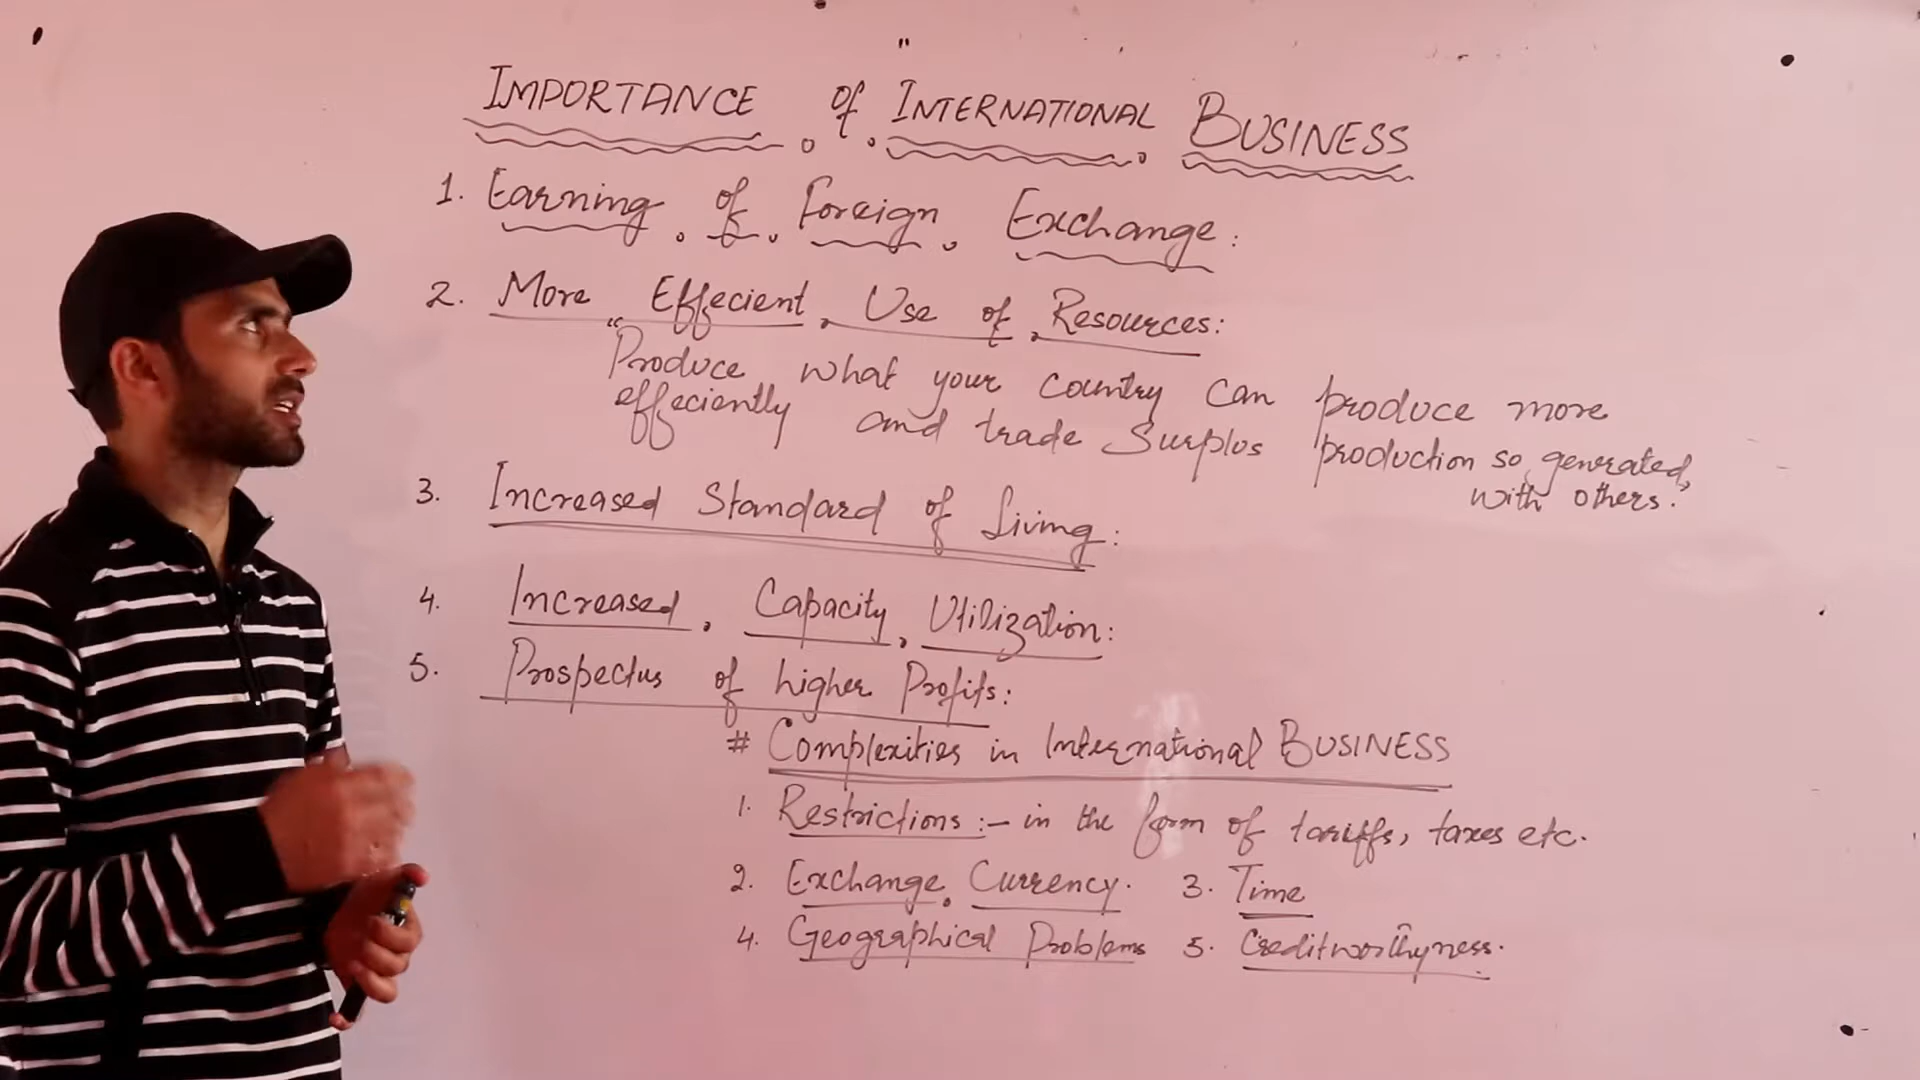 IMPORTANCE of INTERNATIONAL BUSINESS
1. Earning of Foreign Exchange:
2. More Effecient Use of Resources:
"Produce what your country can produce more
effeciently and trade Surplus production so generated,
with others."
3. Increased Standard of Living:
4. Increased Capacity Utilization:
5. Prospectus of higher Profits:
# Complexities in International BUSINESS
1. Restrictions :- in the form of tariffs, taxes etc.
2. Exchange Currency. 3. Time
4. Geographical Problems 5. Creditworthyness.